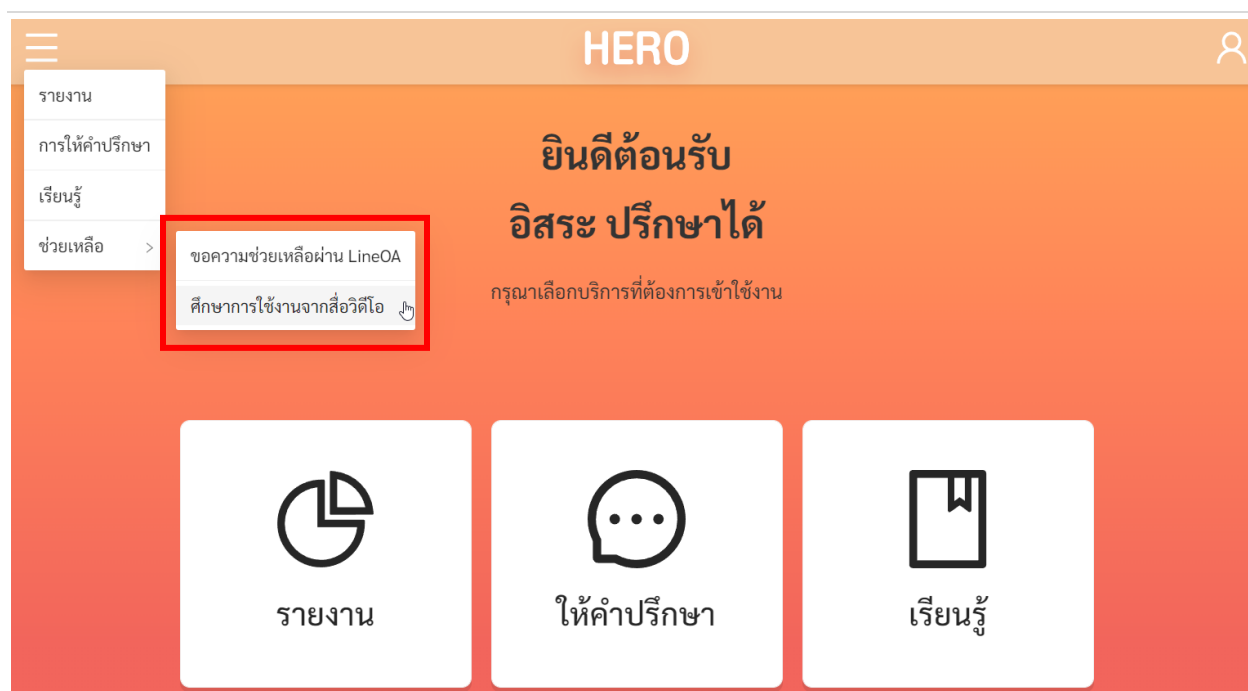 HERO
รายงาน
การให้คำปรึกษา
เรียนรู้
ช่วยเหลือ >
ขอความช่วยเหลือผ่าน LineOA
ศึกษาการใช้งานจากสื่อวิดีโอ
ยินดีต้อนรับ
อิสระ ปรึกษาได้
กรุณาเลือกบริการที่ต้องการเข้าใช้งาน
รายงาน
ให้คำปรึกษา
เรียนรู้